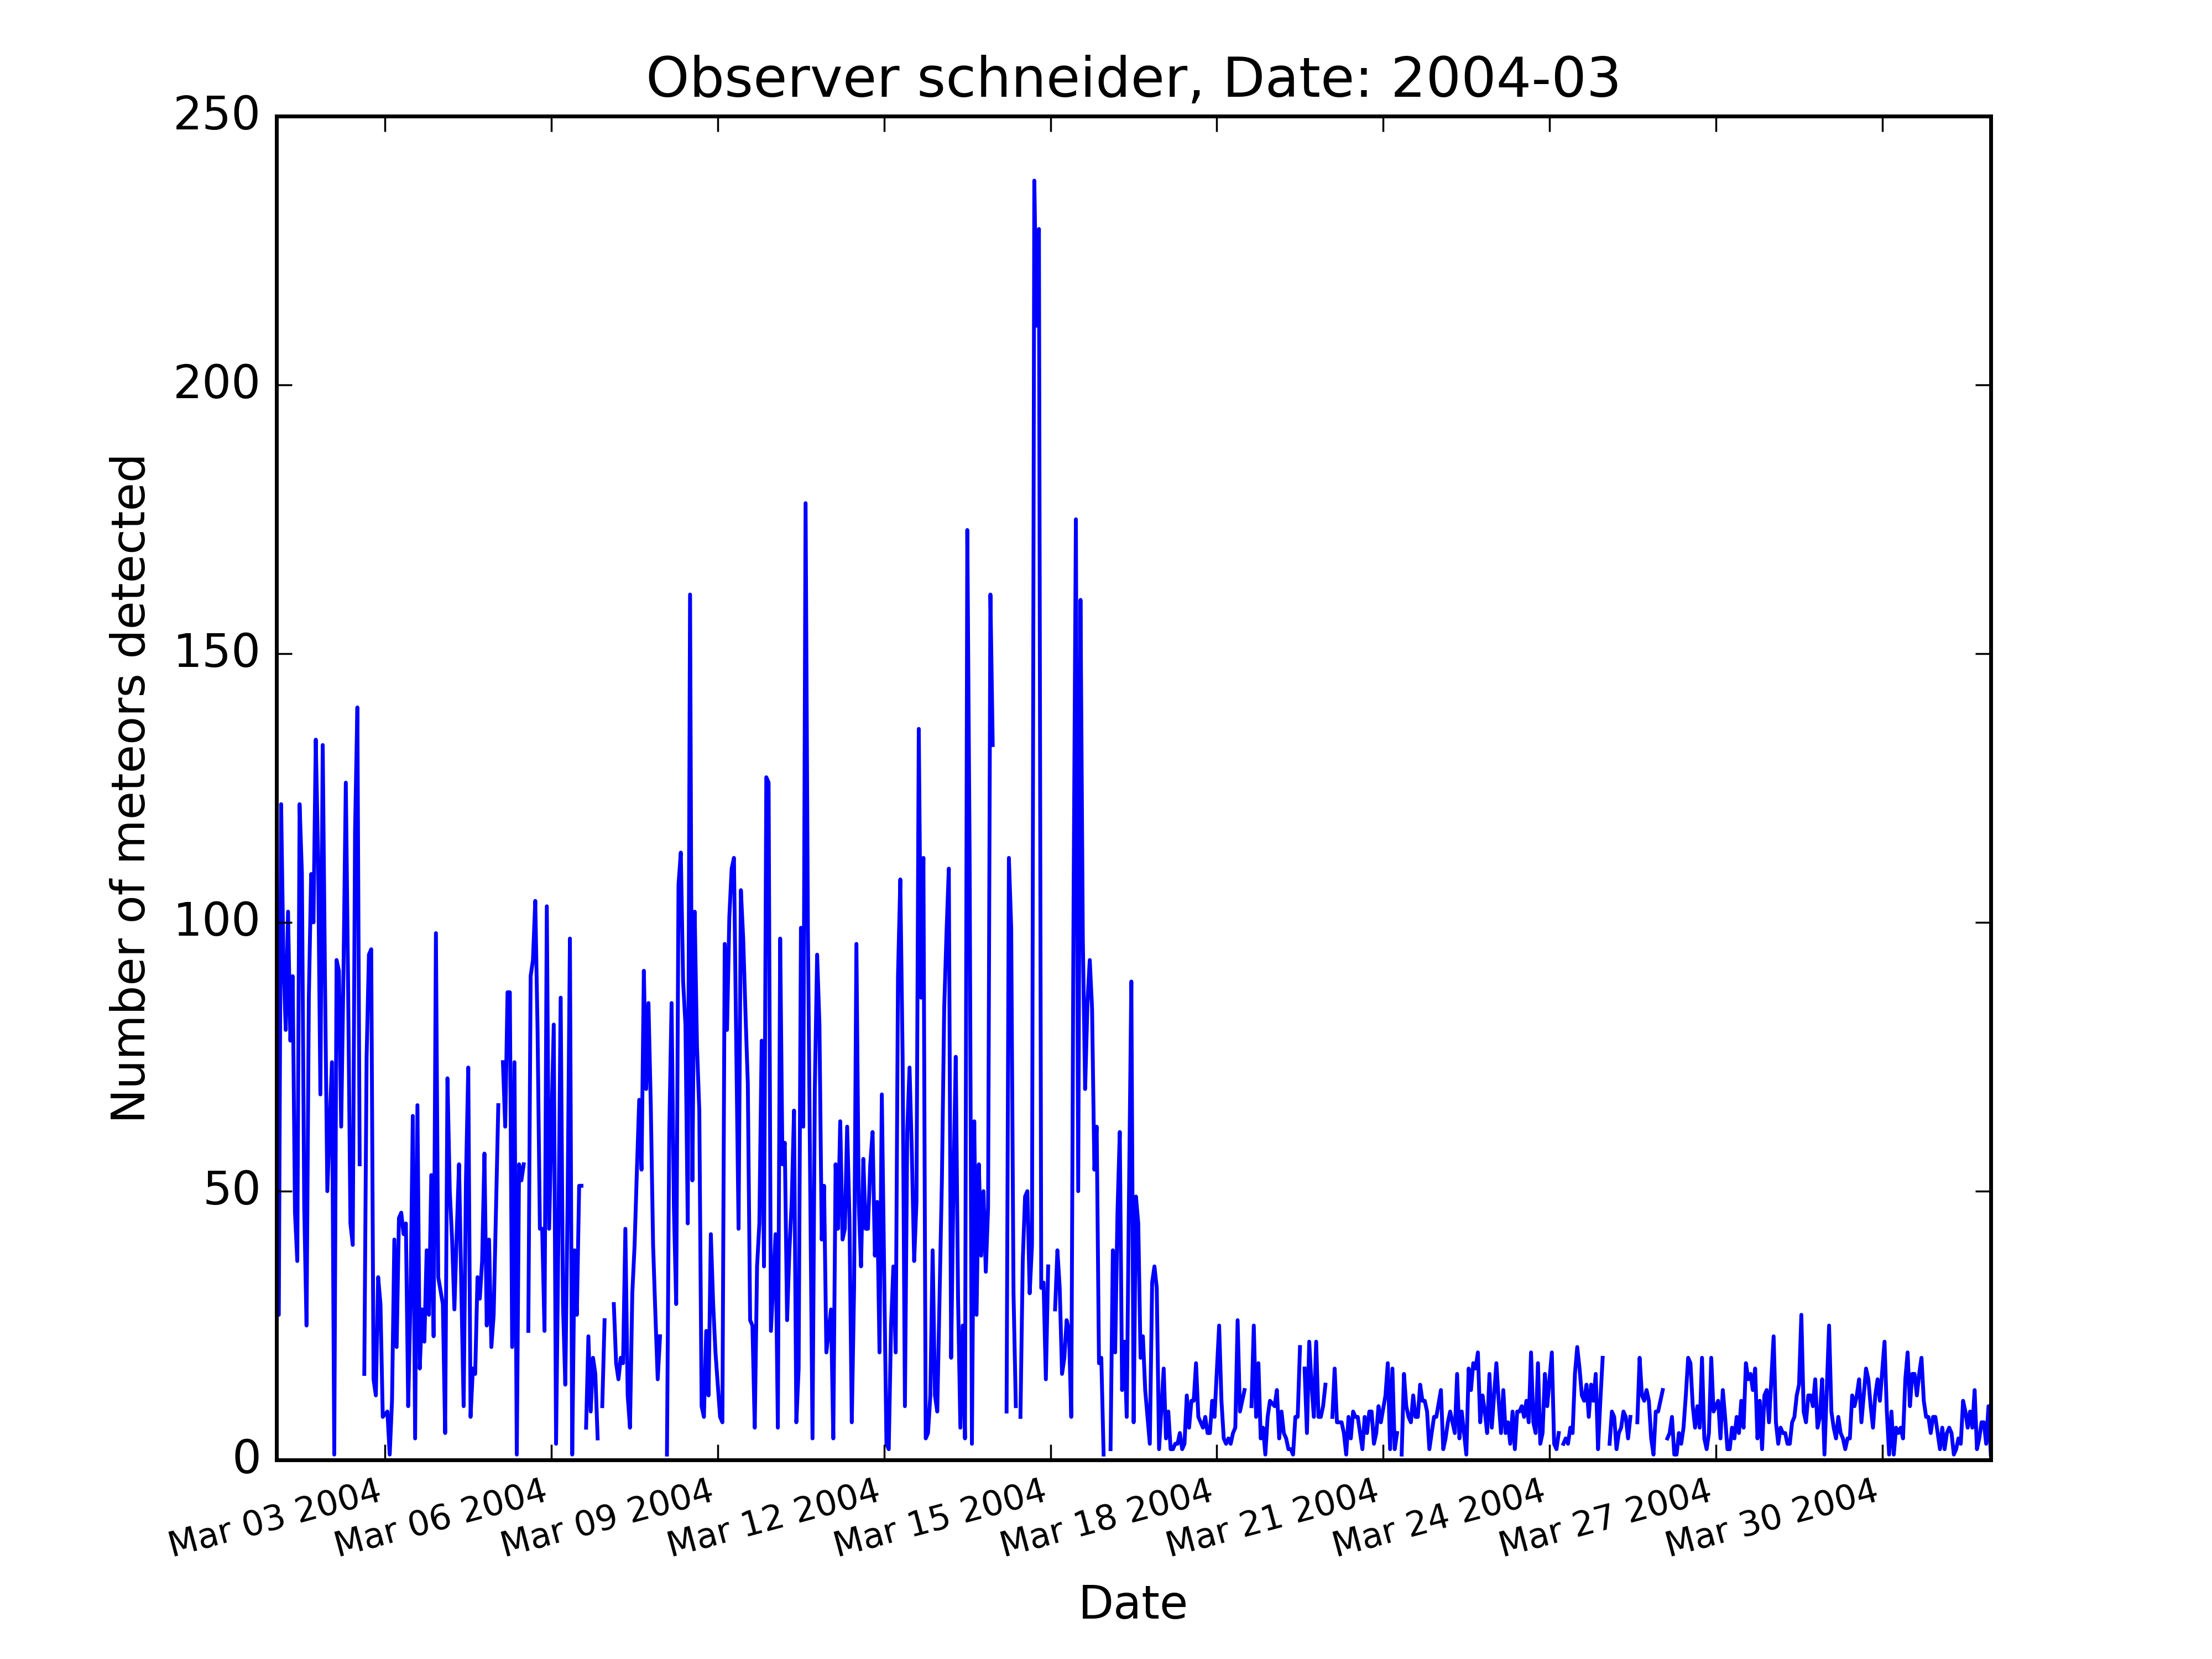 Observer schneider, Date: 2004-03
250
200
150
100
50
0
Number of meteors detected
Mar 03 2004
Mar 06 2004
Mar 09 2004
Mar 12 2004
Mar 15 2004
Mar 18 2004
Mar 21 2004
Mar 24 2004
Mar 27 2004
Mar 30 2004
Date